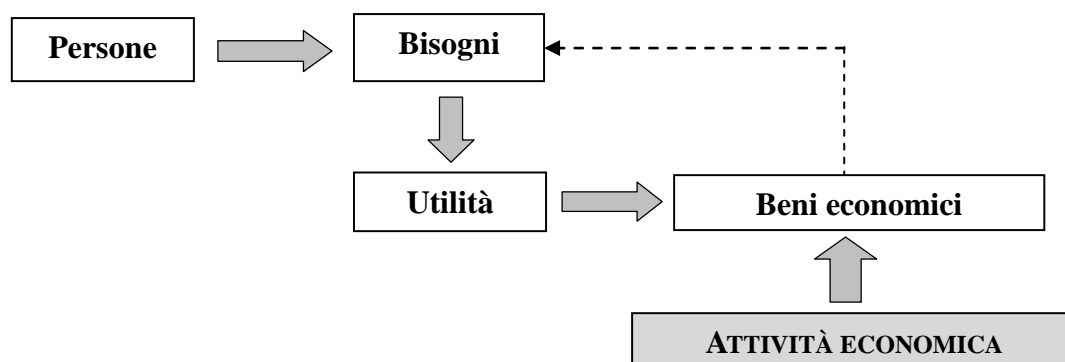 Persone
Bisogni
Utilità
Beni economici
ATTIVITÀ ECONOMICA